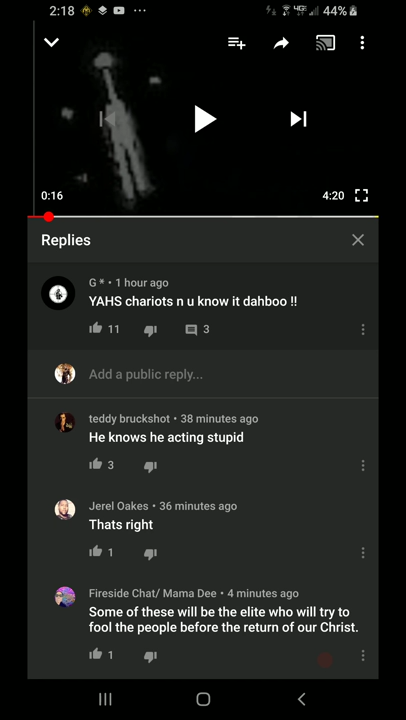 2:18
44%
0:16
4:20
Replies
G * • 1 hour ago
YAHS chariots n u know it dahboo !!
11
3
Add a public reply...
teddy bruckshot • 38 minutes ago
He knows he acting stupid
3
Jerel Oakes • 36 minutes ago
Thats right
1
Fireside Chat/ Mama Dee • 4 minutes ago
Some of these will be the elite who will try to
fool the people before the return of our Christ.
1